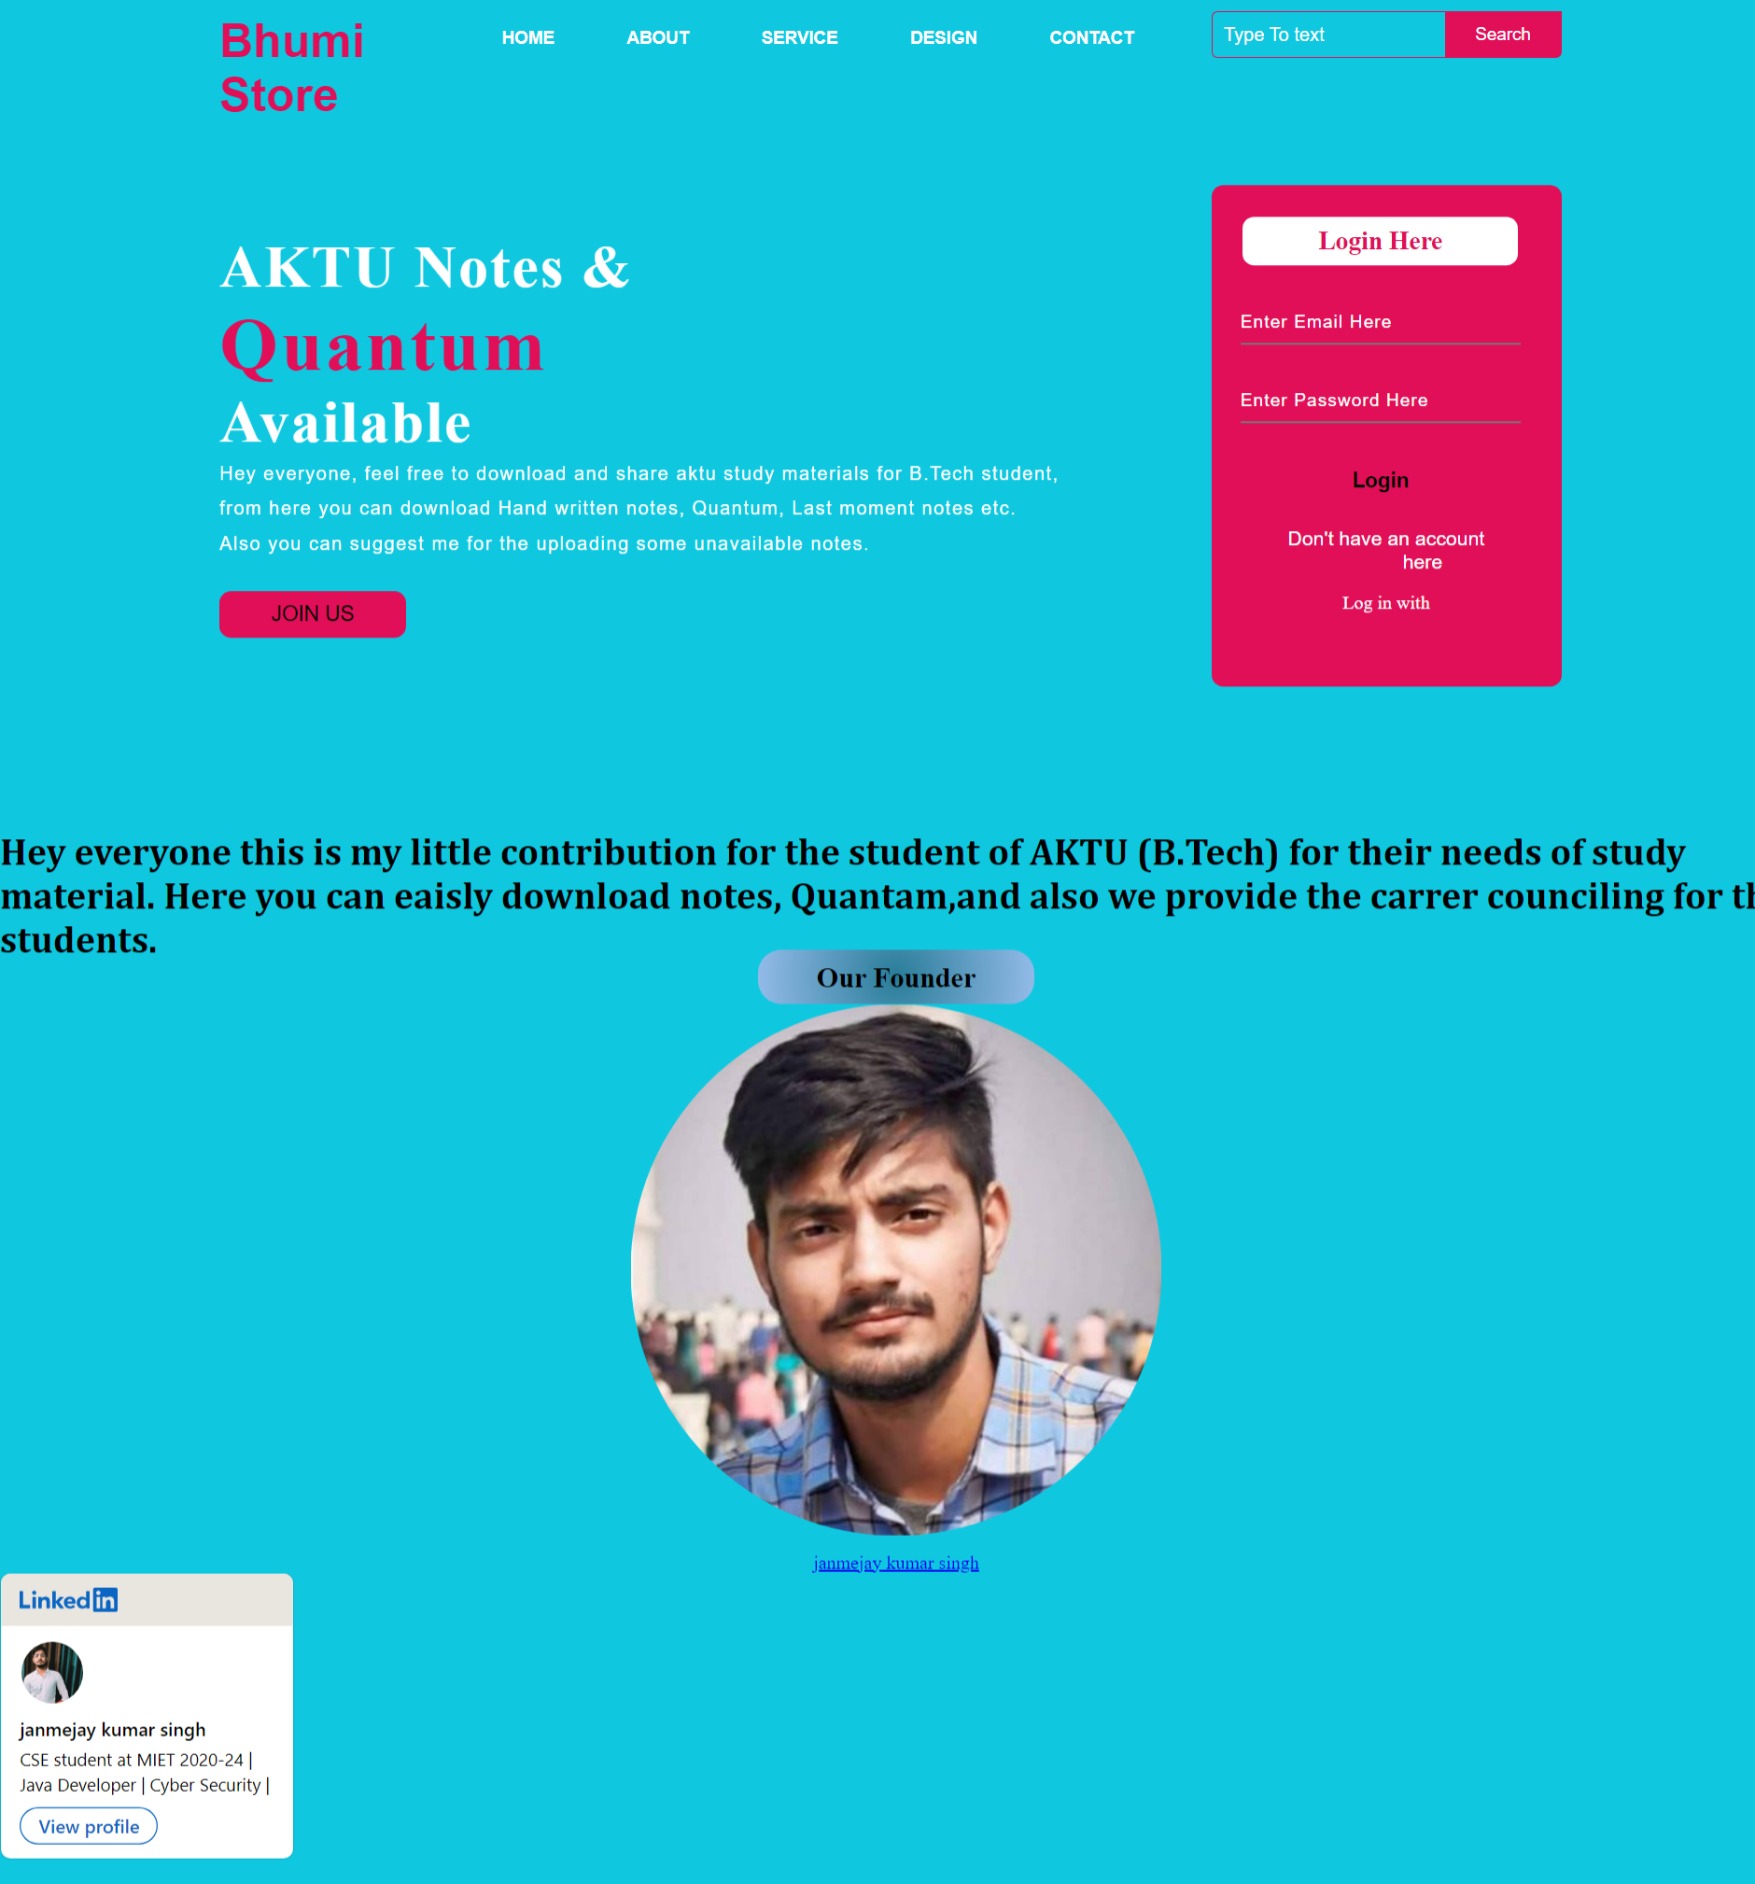 Bhumi
Store
HOME
ABOUT
SERVICE
DESIGN
CONTACT
Type To text
Search
AKTU Notes &
Quantum
Available
Hey everyone, feel free to download and share aktu study materials for B.Tech student,
from here you can download Hand written notes, Quantum, Last moment notes etc.
Also you can suggest me for the uploading some unavailable notes.
JOIN US
Login Here
Enter Email Here
Enter Password Here
Login
Don't have an account
here
Log in with
Hey everyone this is my little contribution for the student of AKTU (B.Tech) for their needs of study
material. Here you can eaisly download notes, Quantam,and also we provide the carrer counciling for th
students.
Our Founder
janmejay kumar singh
Linkedin
janmejay kumar singh
CSE student at MIET 2020-24 |
Java Developer | Cyber Security |
View profile